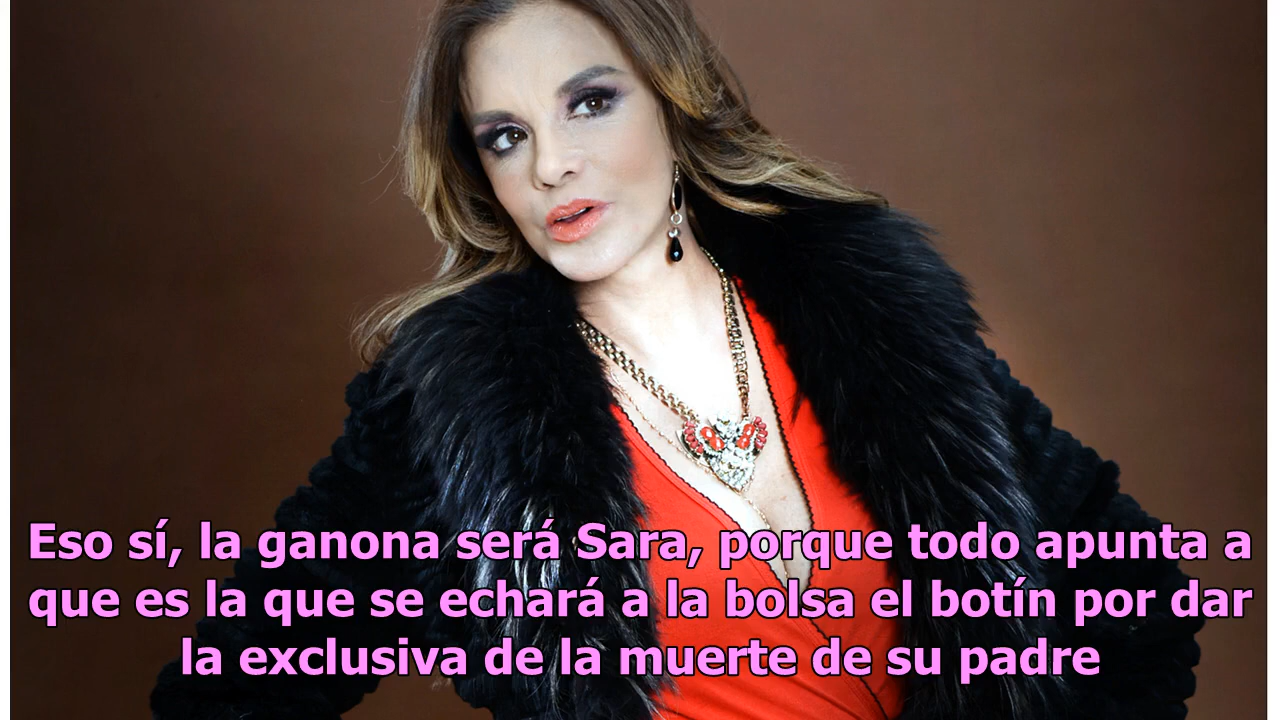 Eso sí, la ganona será Sara, porque todo apunta a
que es la que se echará a la bolsa el botín por dar
la exclusiva de la muerte de su padre